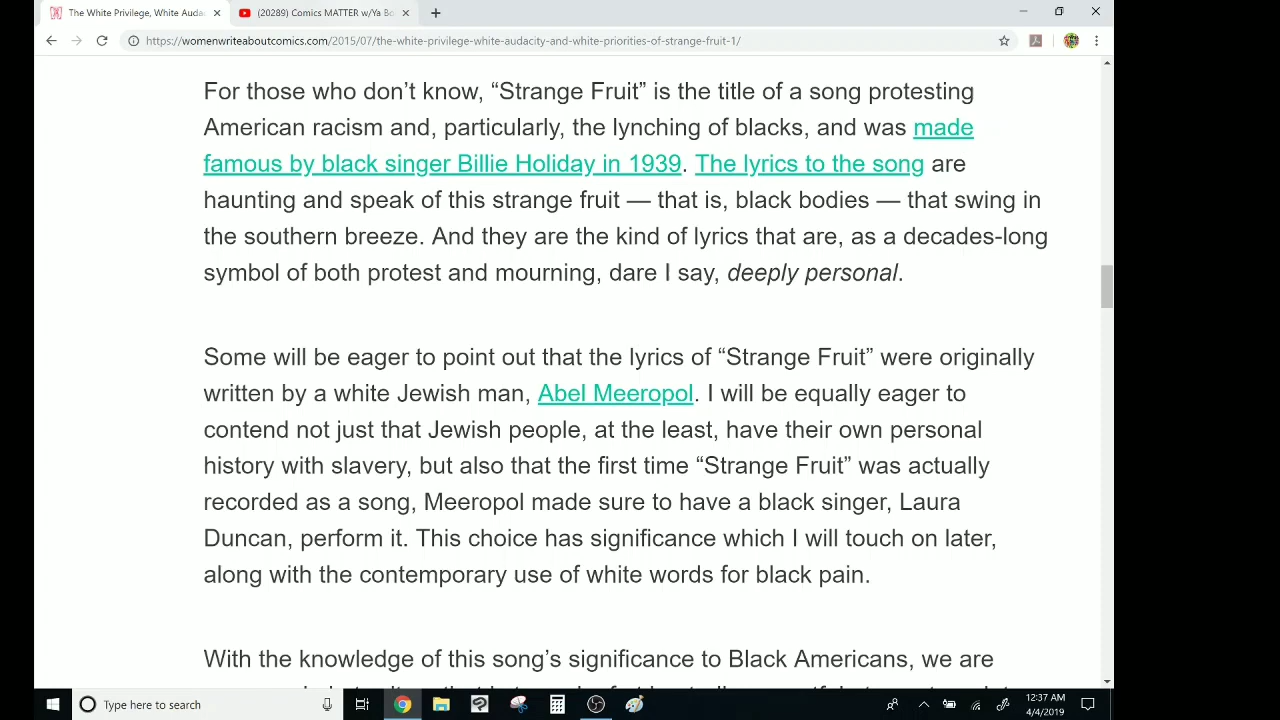 The White Privilege, White Auda
(20289) Comics MATTER w/Ya Bo
https://womenwriteaboutcomics.com/2015/07/the-white-privilege-white-audacity-and-white-priorities-of-strange-fruit-1/
For those who don’t know, “Strange Fruit” is the title of a song protesting
American racism and, particularly, the lynching of blacks, and was made
famous by black singer Billie Holiday in 1939. The lyrics to the song are
haunting and speak of this strange fruit — that is, black bodies — that swing in
the southern breeze. And they are the kind of lyrics that are, as a decades-long
symbol of both protest and mourning, dare I say, deeply personal.
Some will be eager to point out that the lyrics of “Strange Fruit” were originally
written by a white Jewish man, Abel Meeropol. I will be equally eager to
contend not just that Jewish people, at the least, have their own personal
history with slavery, but also that the first time “Strange Fruit” was actually
recorded as a song, Meeropol made sure to have a black singer, Laura
Duncan, perform it. This choice has significance which I will touch on later,
along with the contemporary use of white words for black pain.
With the knowledge of this song’s significance to Black Americans, we are
Type here to search
12:37 AM
4/4/2019